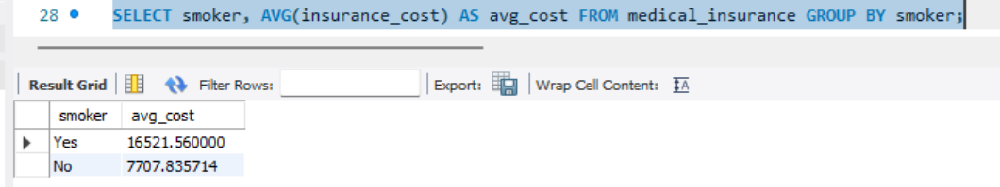 28 SELECT smoker, AVG(insurance_cost) AS avg_cost FROM medical_insurance GROUP BY smoker;
Result Grid Filter Rows: Export: Wrap Cell Content: IA
smoker avg_cost
Yes 16521.560000
No 7707.835714